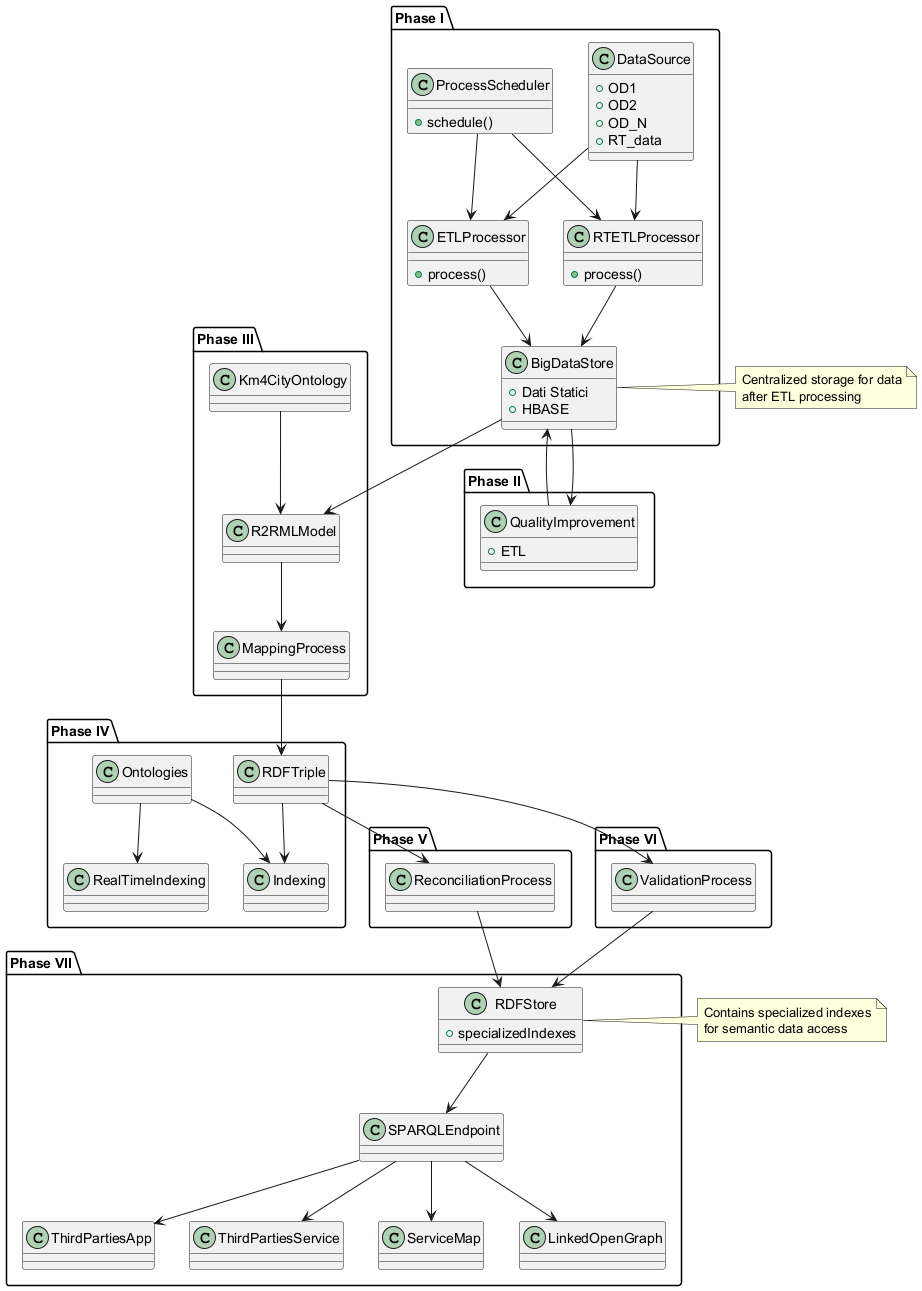 Phase I
C DataSource
OD1
OD2
OD_N
RT_data
C ProcessScheduler
schedule()
C ETLProcessor
process()
C RTETLProcessor
process()
C BigDataStore
Dati Statici
HBASE
Centralized storage for data
after ETL processing
Phase II
C QualityImprovement
ETL
Phase III
C Km4CityOntology
C R2RMLModel
C MappingProcess
Phase IV
C Ontologies
C RDFTriple
C RealTimeIndexing
C Indexing
Phase V
C ReconciliationProcess
Phase VI
C ValidationProcess
Phase VII
C RDFStore
specializedIndexes
Contains specialized indexes
for semantic data access
C SPARQLEndpoint
C ThirdPartiesApp
C ThirdPartiesService
C ServiceMap
C LinkedOpenGraph